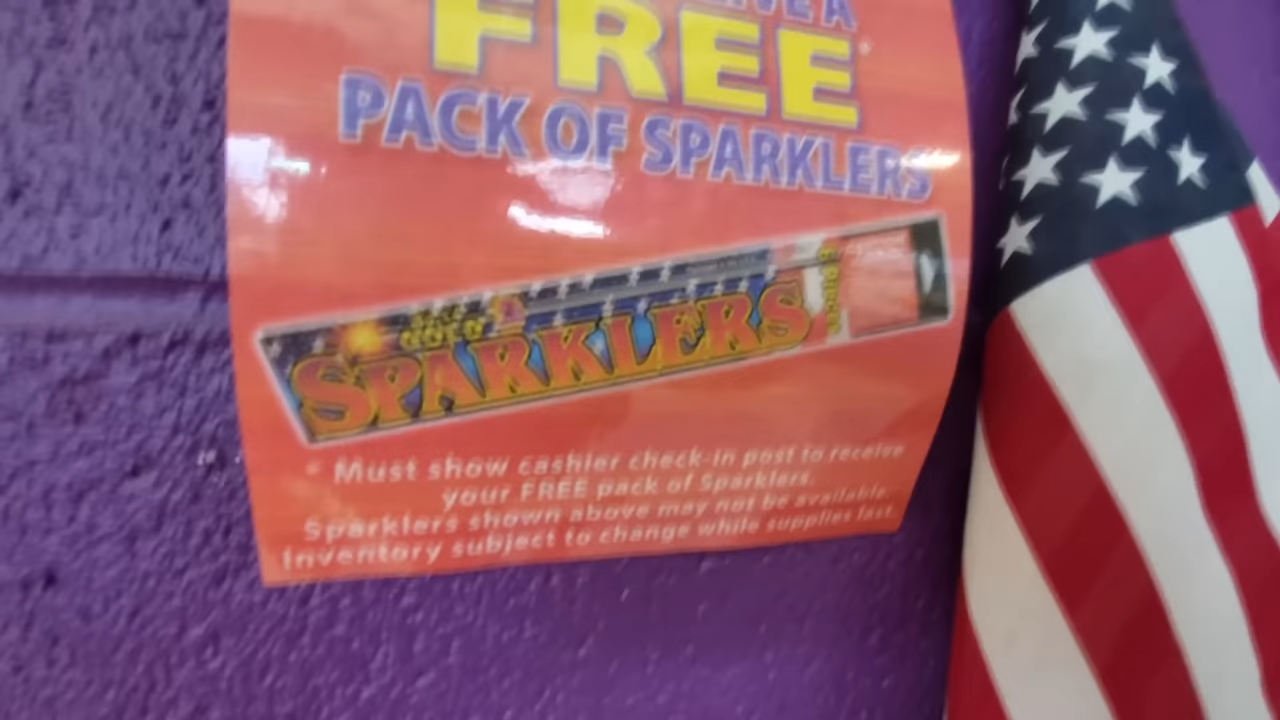 A
FREE*
PACK OF SPARKLERS
GOLD
SPARKLERS
* Must show cashier check-in post to receive
your FREE pack of Sparklers.
Sparklers shown above may not be available.
Inventory subject to change while supplies last.